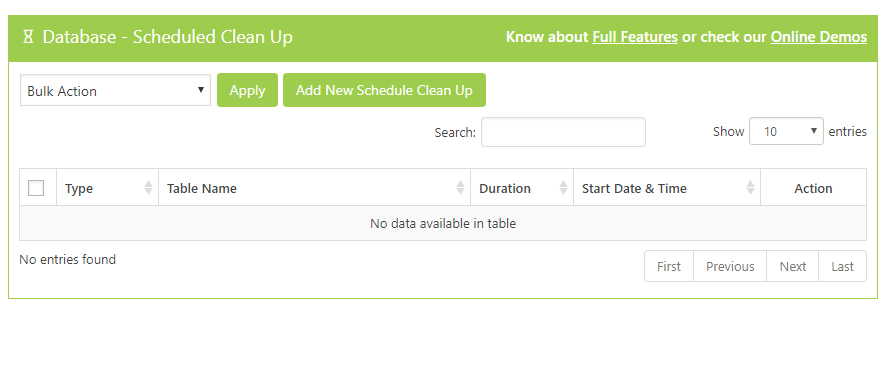 Database - Scheduled Clean Up Know about Full Features or check our Online Demos
Bulk Action Apply Add New Schedule Clean Up
Search: Show 10 entries
Type Table Name Duration Start Date & Time Action
No data available in table
No entries found First Previous Next Last